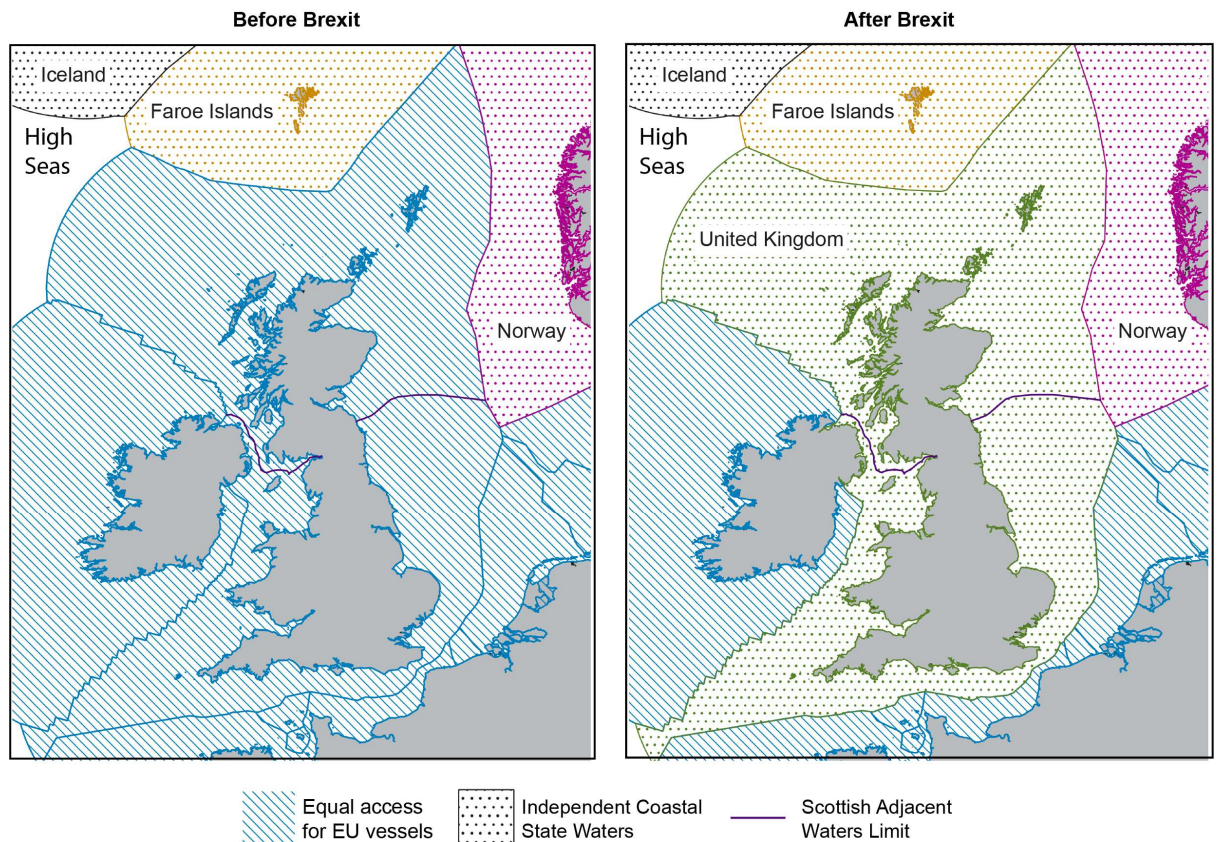 Before Brexit
Iceland
Faroe Islands
High
Seas
Norway
After Brexit
Iceland
Faroe Islands
High
Seas
United Kingdom
Norway
Equal access
for EU vessels
Independent Coastal
State Waters
Scottish Adjacent
Waters Limit